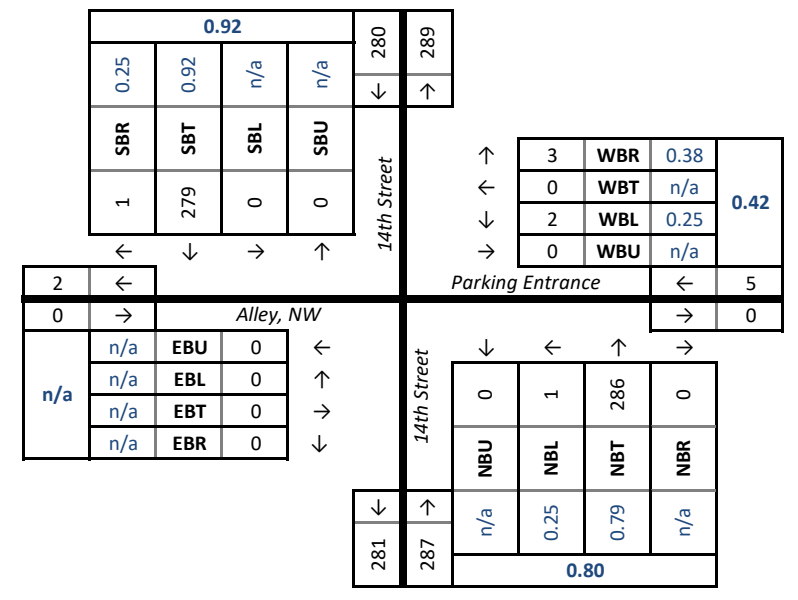 0.92
280
289
0.25 0.92 n/a n/a
↓ ↑
SBR SBT SBL SBU
1 279 0 0
14th Street
← ↓ → ↑
↑ 3 WBR 0.38
← 0 WBT n/a
↓ 2 WBL 0.25
→ 0 WBU n/a
0.42
2 ←
Parking Entrance
← 5
0 →
Alley, NW
→ 0
n/a
n/a EBU 0 ←
n/a EBL 0 ↑
n/a EBT 0 →
n/a EBR 0 ↓
14th Street
↓ ← ↑ →
0 1 286 0
NBU NBL NBT NBR
↓ ↑
n/a 0.25 0.79 n/a
281
287
0.80